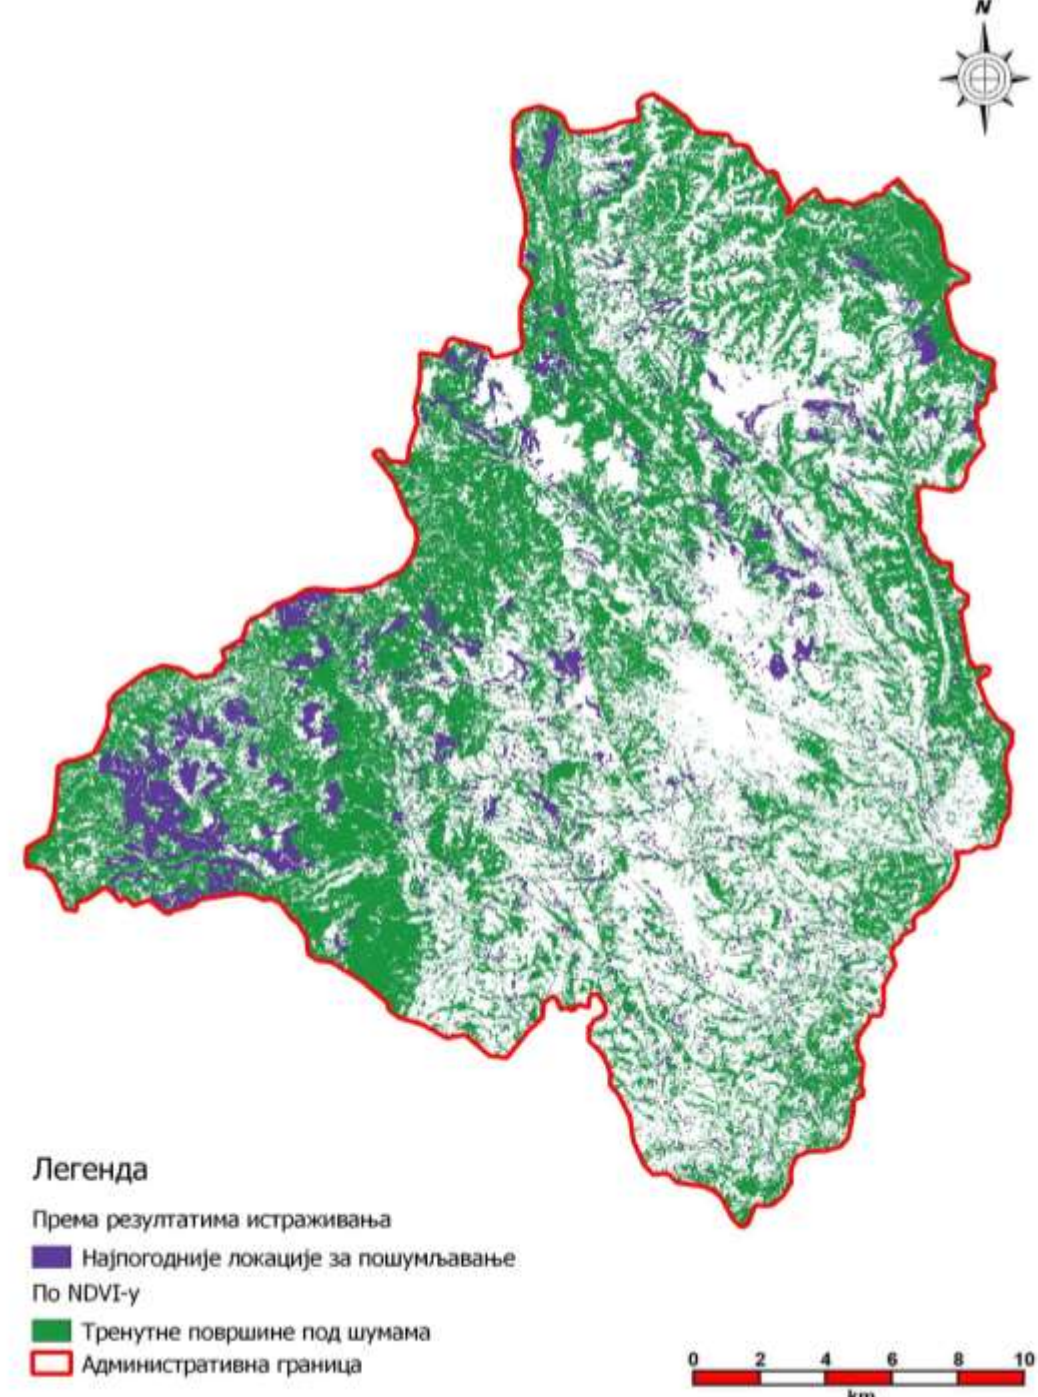 N
Легенда
Према резултатима истраживања
Најпогодније локације за пошумљавање
По NDVI-у
Тренутне површине под шумама
Административна граница
0 2 4 6 8 10
km